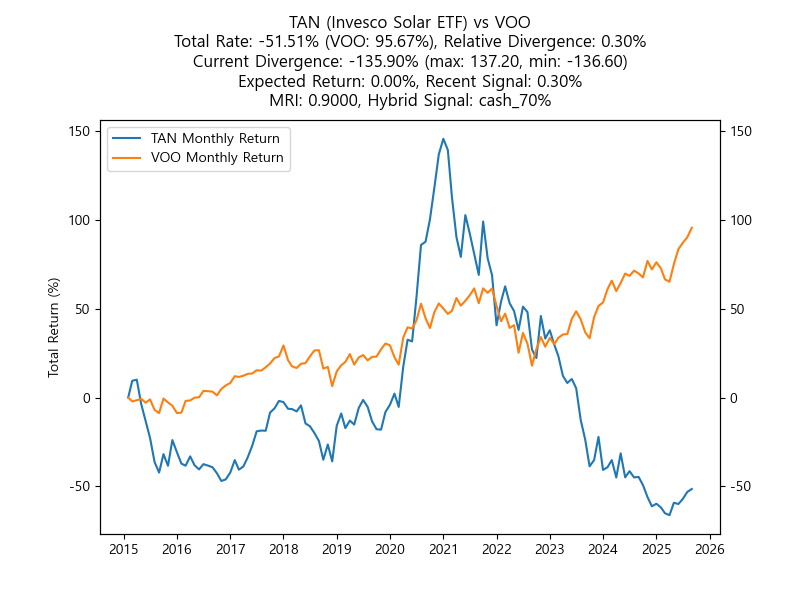 TAN (Invesco Solar ETF) vs VOO
Total Rate: -51.51% (VOO: 95.67%), Relative Divergence: 0.30%
Current Divergence: -135.90% (max: 137.20, min: -136.60)
Expected Return: 0.00%, Recent Signal: 0.30%
MRI: 0.9000, Hybrid Signal: cash_70%
TAN Monthly Return
VOO Monthly Return
Total Return (%)
150
100
50
0
-50
150
100
50
0
-50
2015 2016 2017 2018 2019 2020 2021 2022 2023 2024 2025 2026